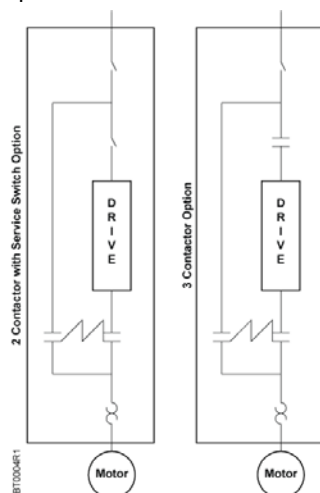 2 Contactor with Service Switch Option
DRIVE
Motor
3 Contactor Option
DRIVE
Motor
BT0004R1